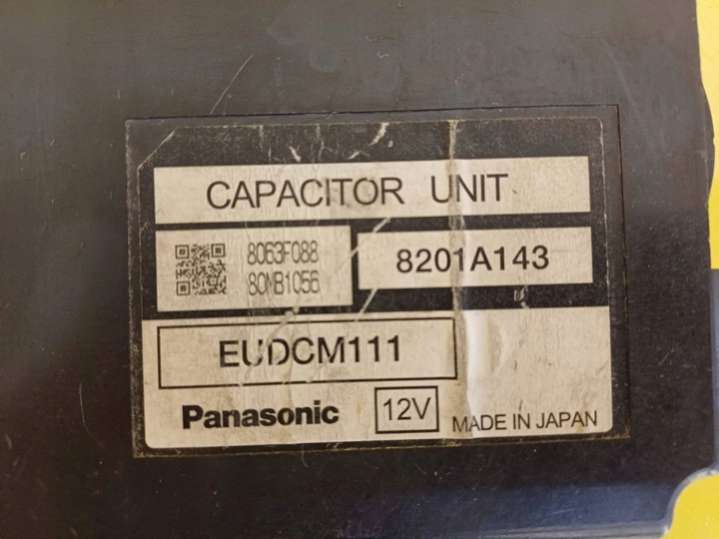 CAPACITOR UNIT
8063F088
80MB1056
8201A143
EUDCM111
Panasonic 12V MADE IN JAPAN